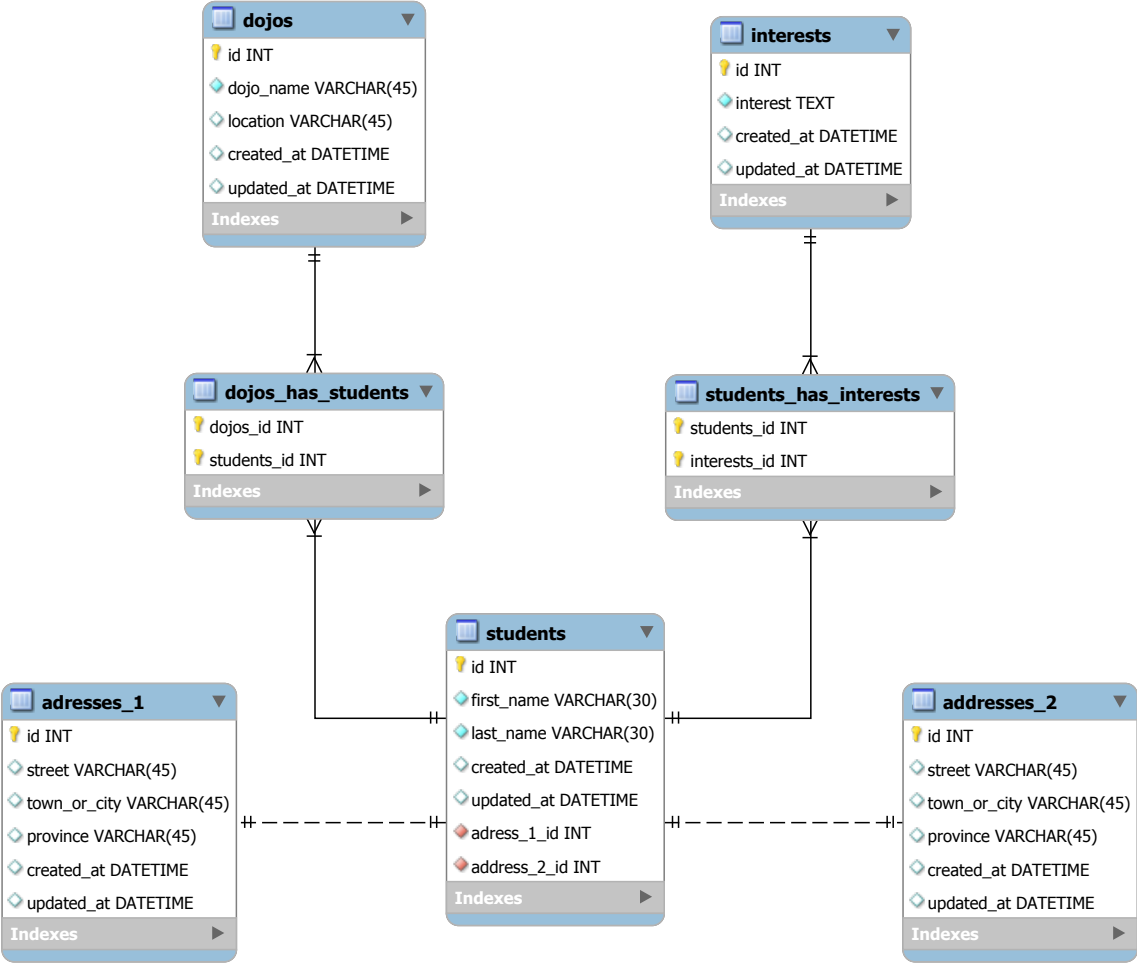 dojos
id INT
dojo_name VARCHAR(45)
location VARCHAR(45)
created_at DATETIME
updated_at DATETIME
Indexes
interests
id INT
interest TEXT
created_at DATETIME
updated_at DATETIME
Indexes
dojos_has_students
dojos_id INT
students_id INT
Indexes
students_has_interests
students_id INT
interests_id INT
Indexes
students
id INT
first_name VARCHAR(30)
last_name VARCHAR(30)
created_at DATETIME
updated_at DATETIME
adress_1_id INT
address_2_id INT
Indexes
adresses_1
id INT
street VARCHAR(45)
town_or_city VARCHAR(45)
province VARCHAR(45)
created_at DATETIME
updated_at DATETIME
Indexes
addresses_2
id INT
street VARCHAR(45)
town_or_city VARCHAR(45)
province VARCHAR(45)
created_at DATETIME
updated_at DATETIME
Indexes